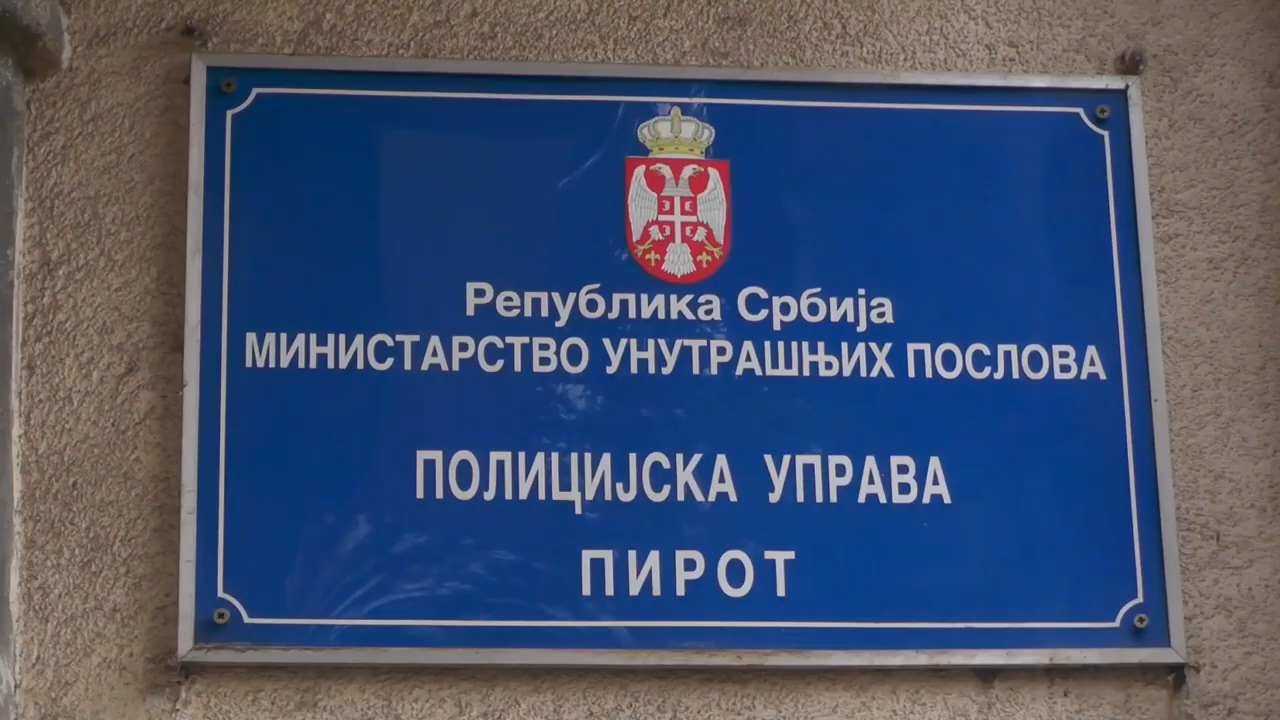 Република Србија
МИНИСТАРСТВО УНУТРАШЊИХ ПОСЛОВА
ПОЛИЦИЈСКА УПРАВА
ПИРОТ